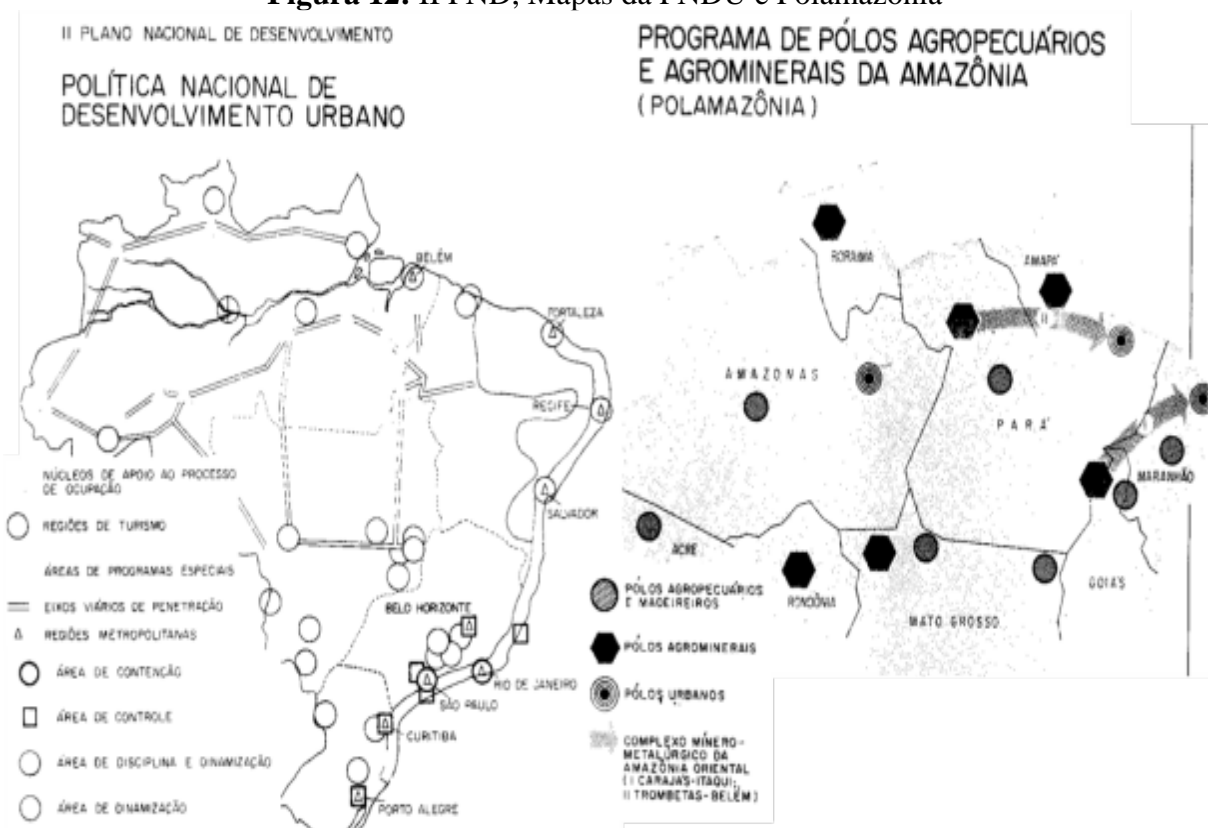 Figura 12: II PND, Mapas da PNDU e Polamazônia
II PLANO NACIONAL DE DESENVOLVIMENTO
POLÍTICA NACIONAL DE
DESENVOLVIMENTO URBANO
BELÉM
FORTALEZA
RECIFE
SALVADOR
BELO HORIZONTE
RIO DE JANEIRO
SÃO PAULO
CURITIBA
PORTO ALEGRE
NÚCLEOS DE APOIO AO PROCESSO
DE OCUPAÇÃO
REGIÕES DE TURISMO
ÁREAS DE PROGRAMAS ESPECIAIS
EIXOS VIÁRIOS DE PENETRAÇÃO
REGIÕES METROPOLITANAS
ÁREA DE CONTENÇÃO
ÁREA DE CONTROLE
ÁREA DE DISCIPLINA E DINAMIZAÇÃO
ÁREA DE DINAMIZAÇÃO
PROGRAMA DE PÓLOS AGROPECUÁRIOS
E AGROMINERAIS DA AMAZÔNIA
(POLAMAZÔNIA)
RORAIMA
AMAPÁ
II
AMAZONAS
PARÁ
I
MARANHÃO
ACRE
RONDÔNIA
GOIÁS
MATO GROSSO
PÓLOS AGROPECUÁRIOS
E MADEIREIROS
PÓLOS AGROMINERAIS
PÓLOS URBANOS
COMPLEXO MÍNERO-
METALÚRGICO DA
AMAZÔNIA ORIENTAL
(I CARAJÁS-ITAQUI;
II TROMBETAS-BELÉM)